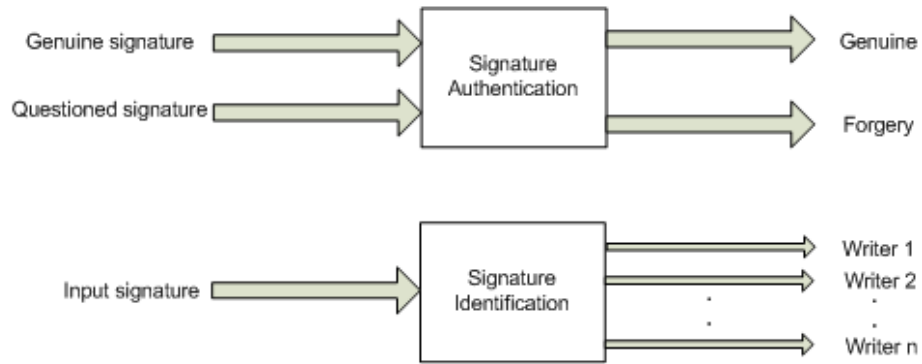 Genuine signature
Questioned signature
Signature
Authentication
Genuine
Forgery
Input signature
Signature
Identification
Writer 1
Writer 2
Writer n